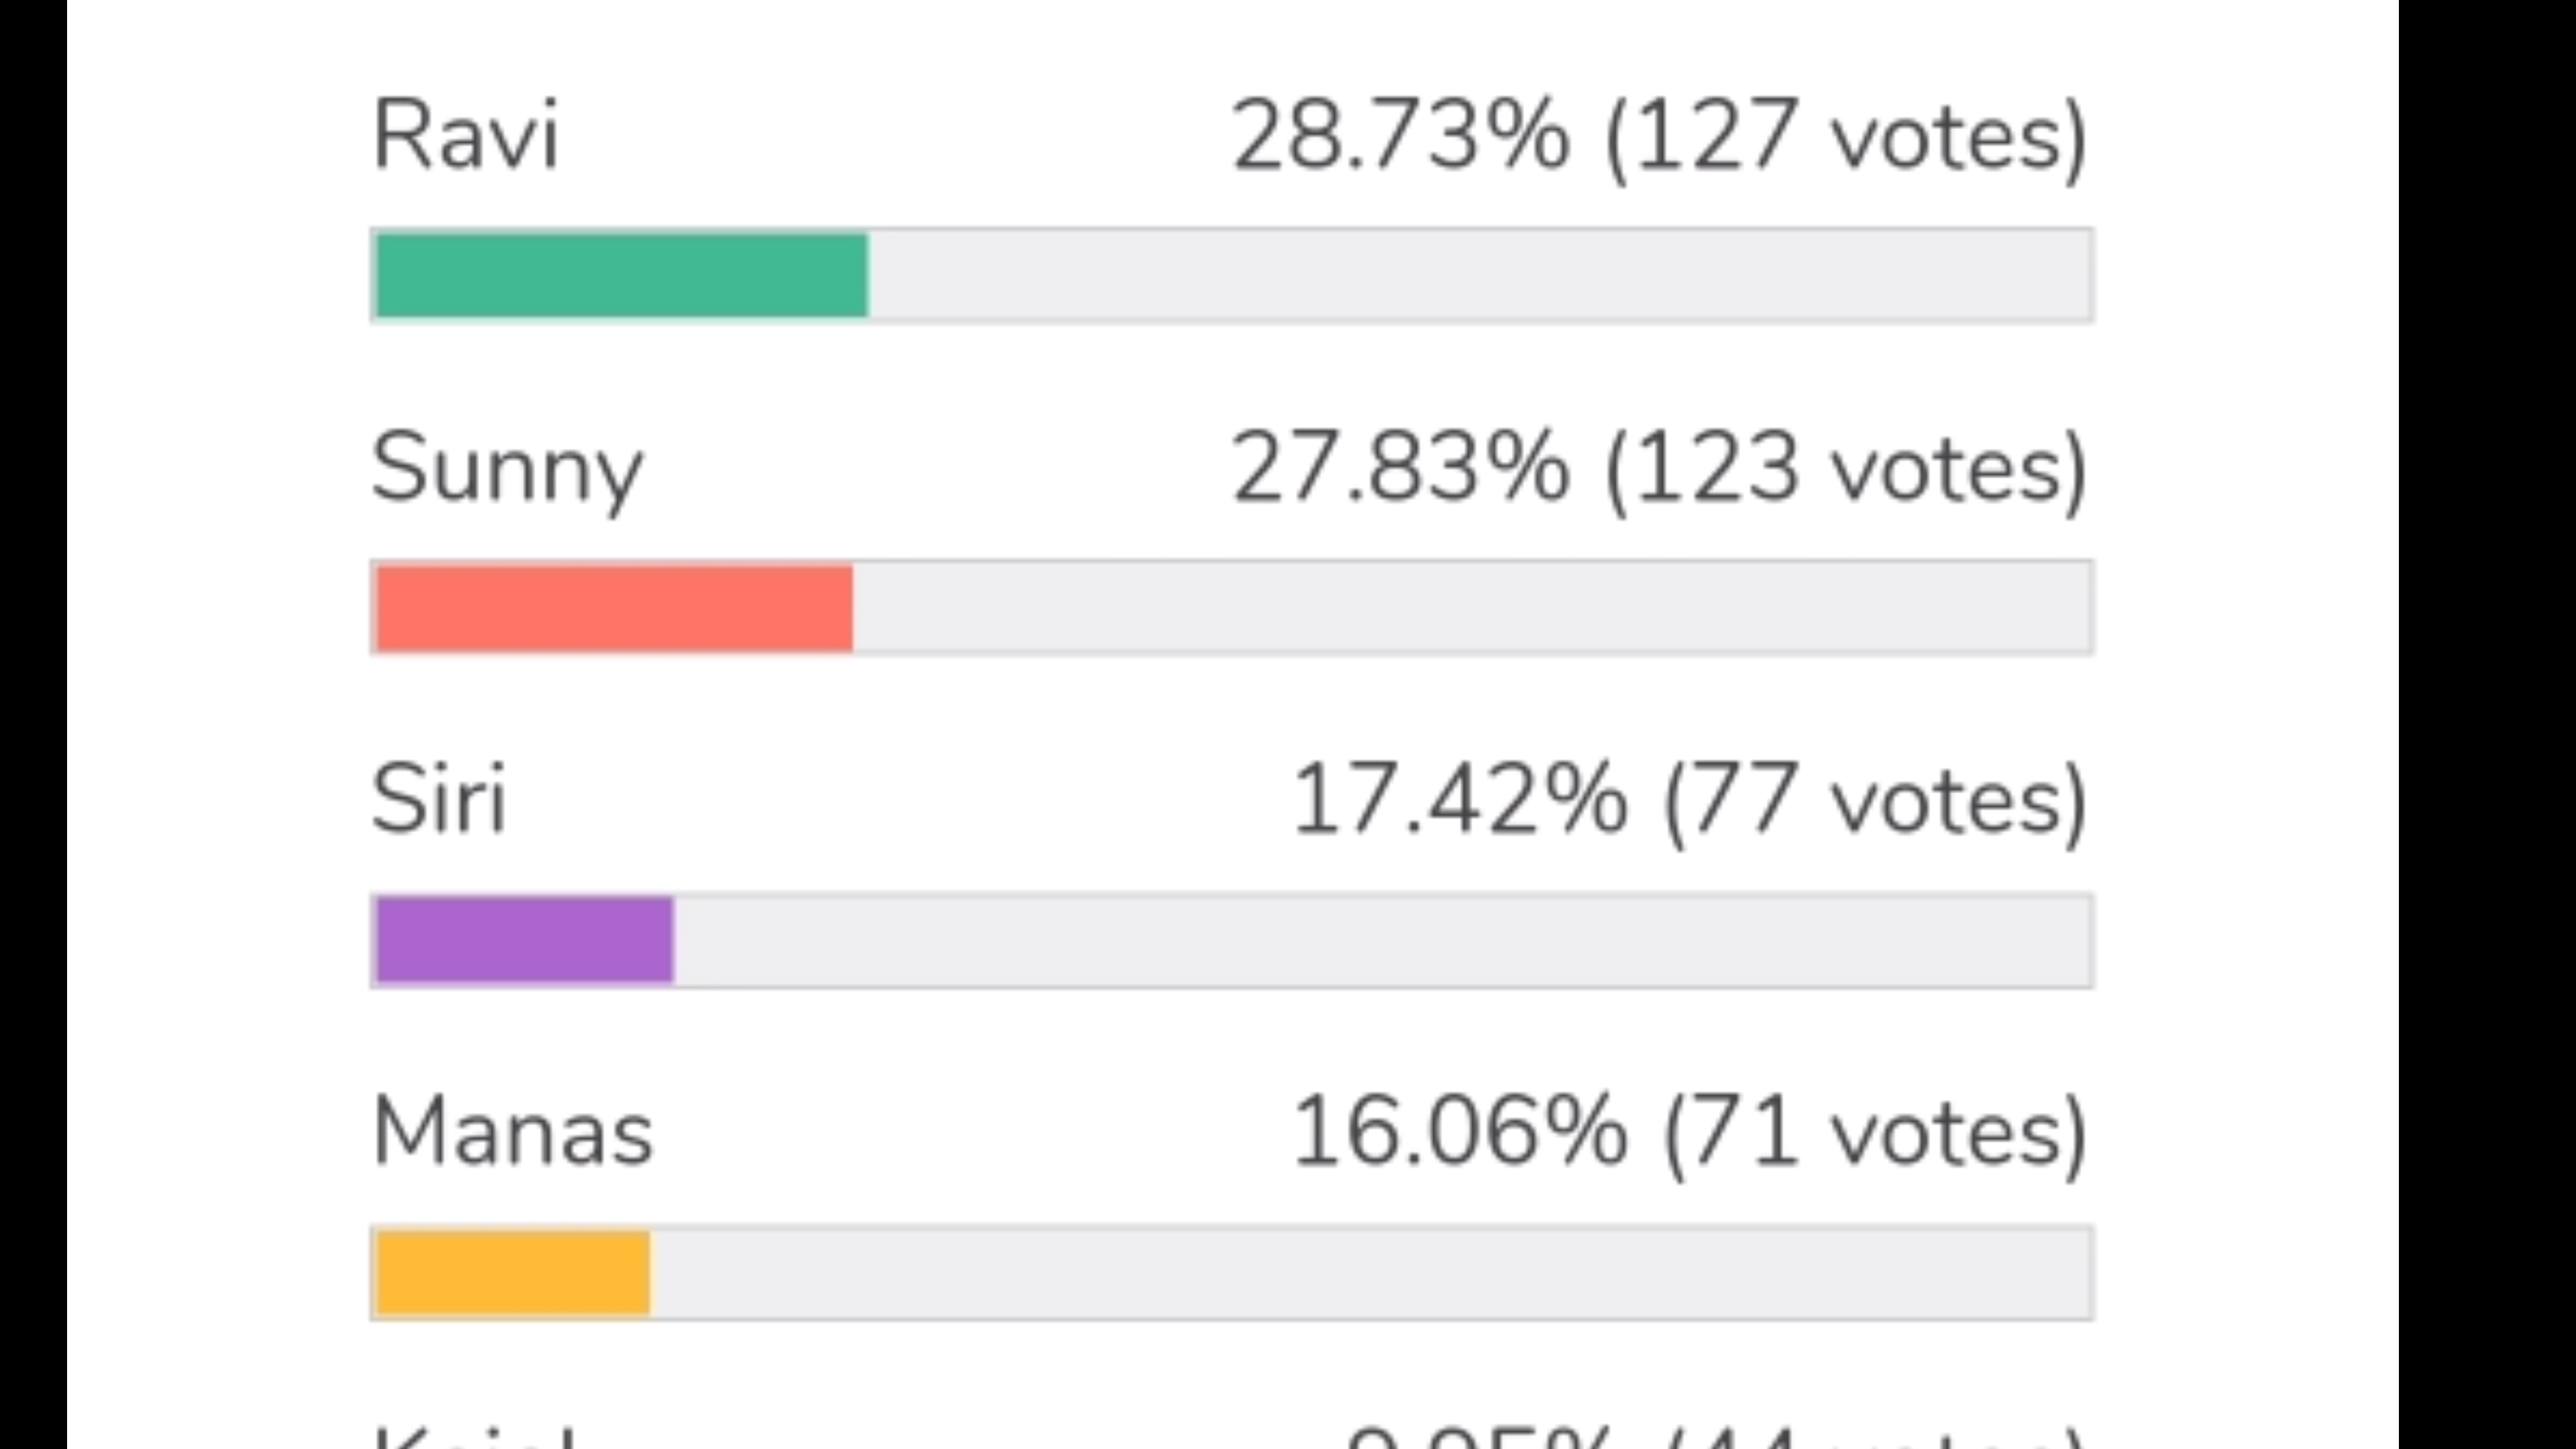 Ravi 28.73% (127 votes)
Sunny 27.83% (123 votes)
Siri 17.42% (77 votes)
Manas 16.06% (71 votes)